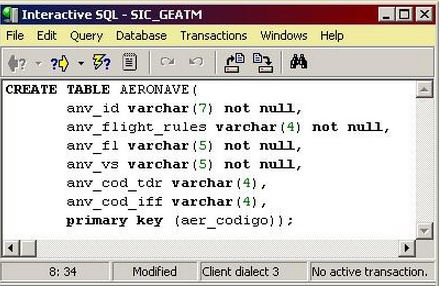 Interactive SQL - SIC_GEATM
File Edit Query Database Transactions Windows Help
CREATE TABLE AERONAVE(
anv_id varchar(7) not null,
anv_flight_rules varchar(4) not null,
anv_fl varchar(5) not null,
anv_vs varchar(5) not null,
anv_cod_tdr varchar(4),
anv_cod_iff varchar(4),
primary key (aer_codigo));
8: 34 Modified Client dialect 3 No active transaction.